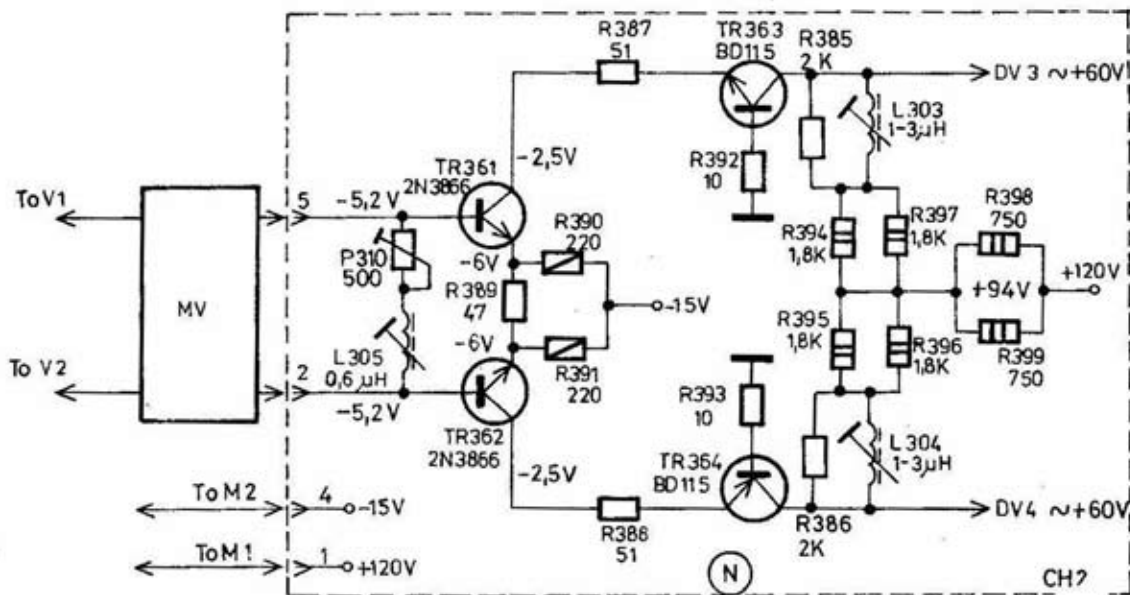 R387
51
TR363
BD115
R385
2 K
DV3 ~+60V
L303
1-3µH
R392
10
-2,5V
TR361
2N3866
To V1
5
-5,2V
R390
220
R394
1,8K
R397
1,8K
R398
750
P310
500
-6V
R389
47
MV
-15V
+94V
+120V
R395
1,8K
R396
1,8K
R399
750
-6V
L305
0,6µH
R391
220
To V2
2
-5,2V
R393
10
TR362
2N3866
-2,5V
TR364
BD115
L304
1-3µH
To M2
4
-15V
R388
51
R386
2K
DV4 ~+60V
To M1
1
+120V
N
CH2